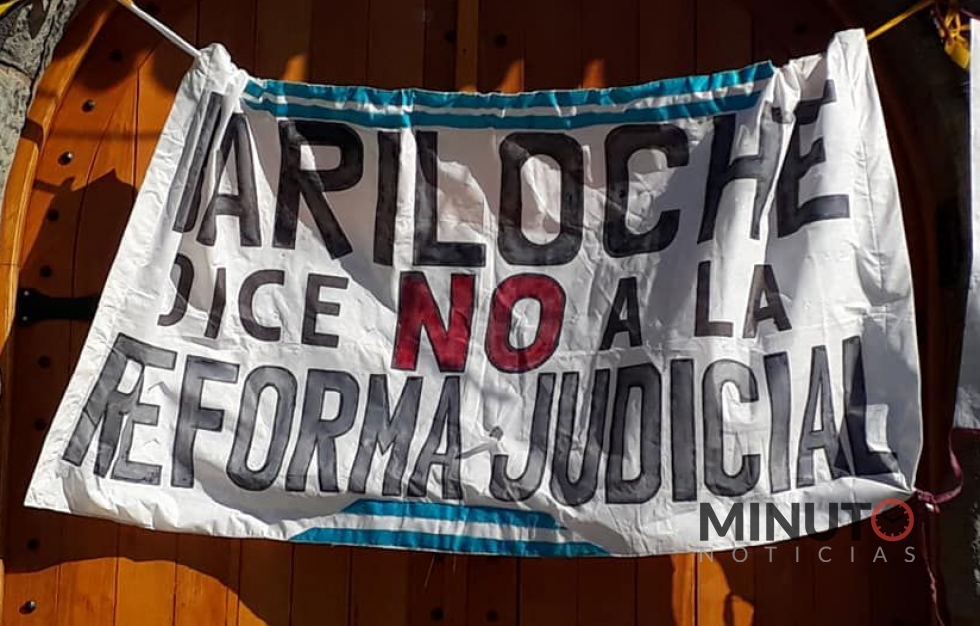 BARILOCHE
DICE NO A LA
REFORMA JUDICIAL
MINUTO
NOTICIAS